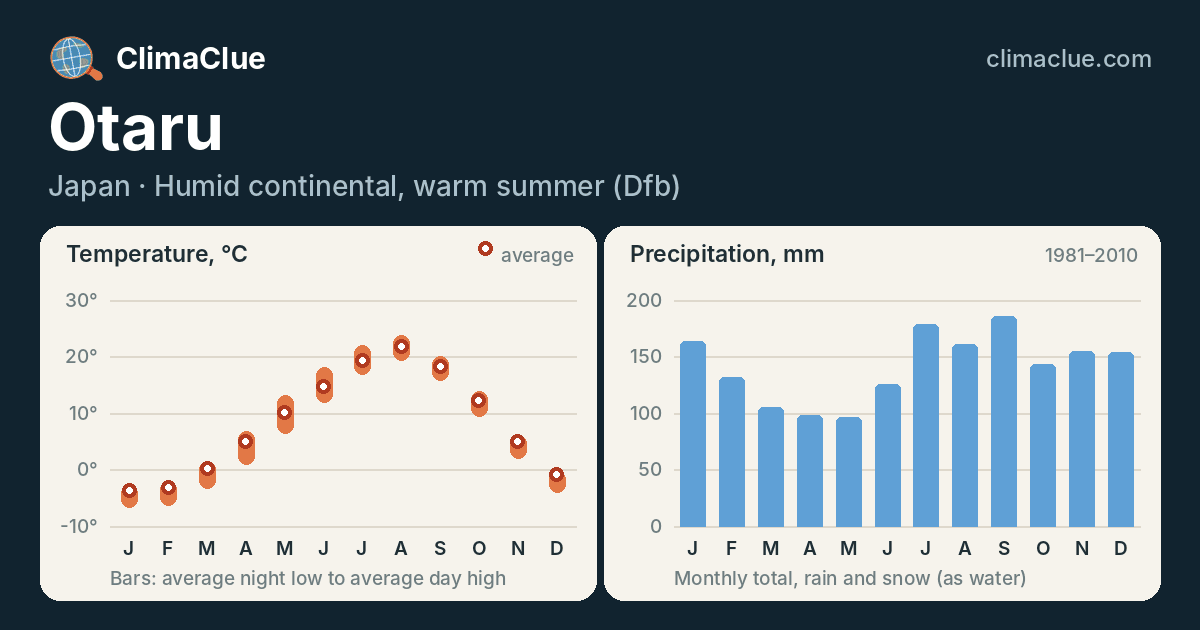 ClimaClue
climaclue.com
Otaru
Japan · Humid continental, warm summer (Dfb)
Temperature, °C
average
30°
20°
10°
0°
-10°
J F M A M J J A S O N D
Bars: average night low to average day high
Precipitation, mm
1981–2010
200
150
100
50
0
J F M A M J J A S O N D
Monthly total, rain and snow (as water)